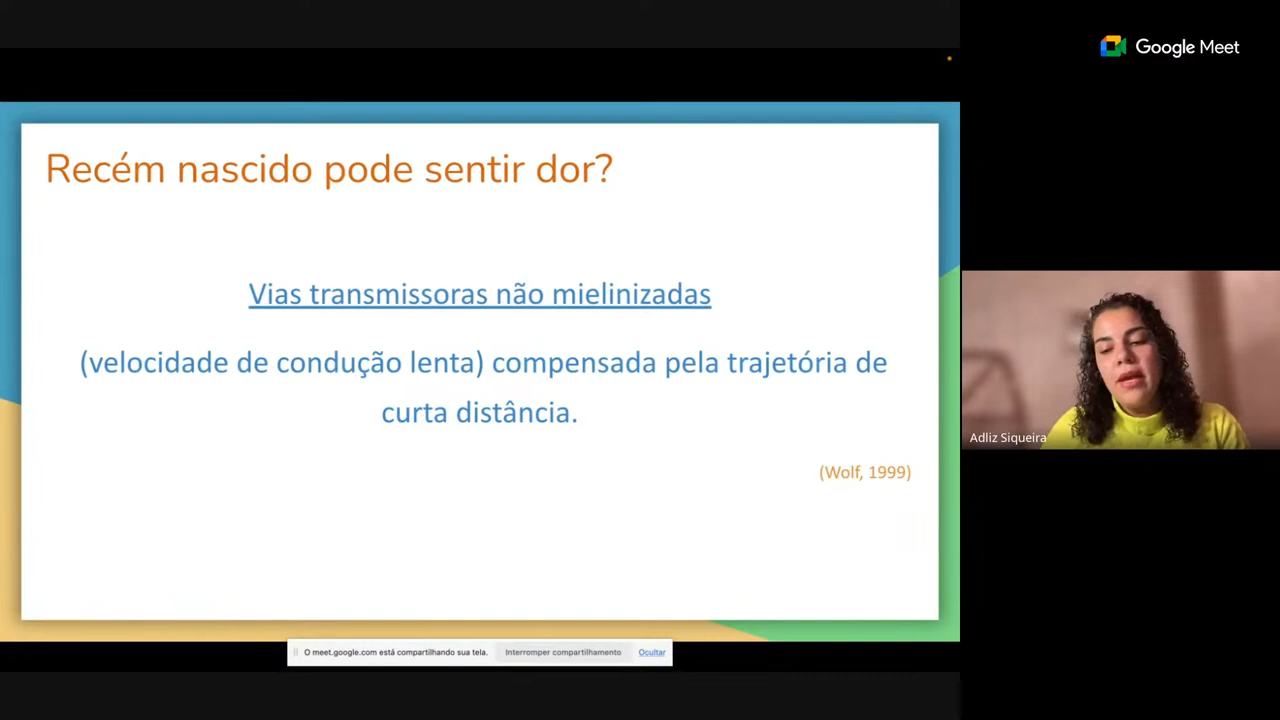 Google Meet
Recém nascido pode sentir dor?
Vias transmissoras não mielinizadas
(velocidade de condução lenta) compensada pela trajetória de
curta distância.
(Wolf, 1999)
Adliz Siqueira
O meet.google.com está compartilhando sua tela. Interromper compartilhamento Ocultar